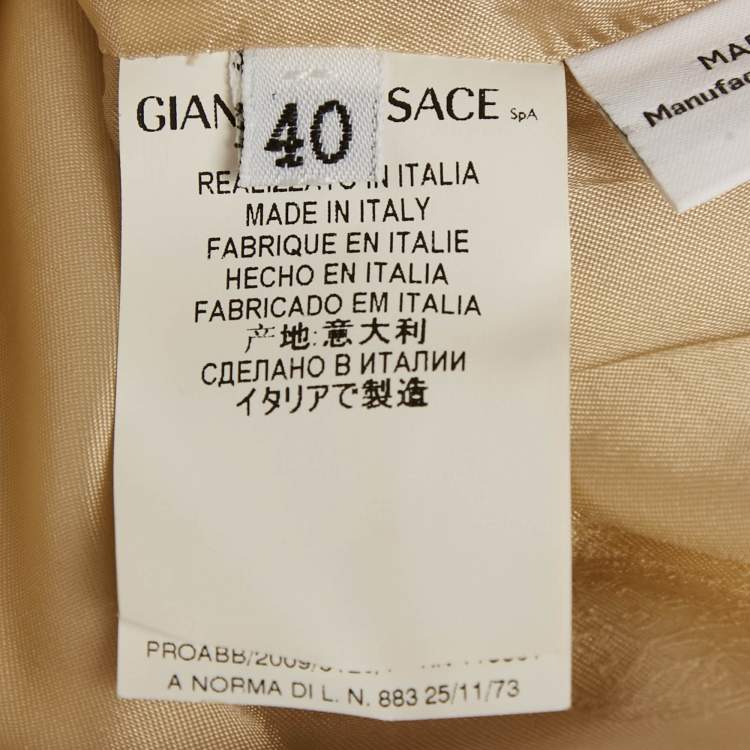 GIAN SACE SpA
40
REALIZZATO IN ITALIA
MADE IN ITALY
FABRIQUE EN ITALIE
HECHO EN ITALIA
FABRICADO EM ITALIA
产地:意大利
СДЕЛАНО В ИТАЛИИ
イタリアで製造
A NORMA DI L. N. 883 25/11/73
MAD
Manufac